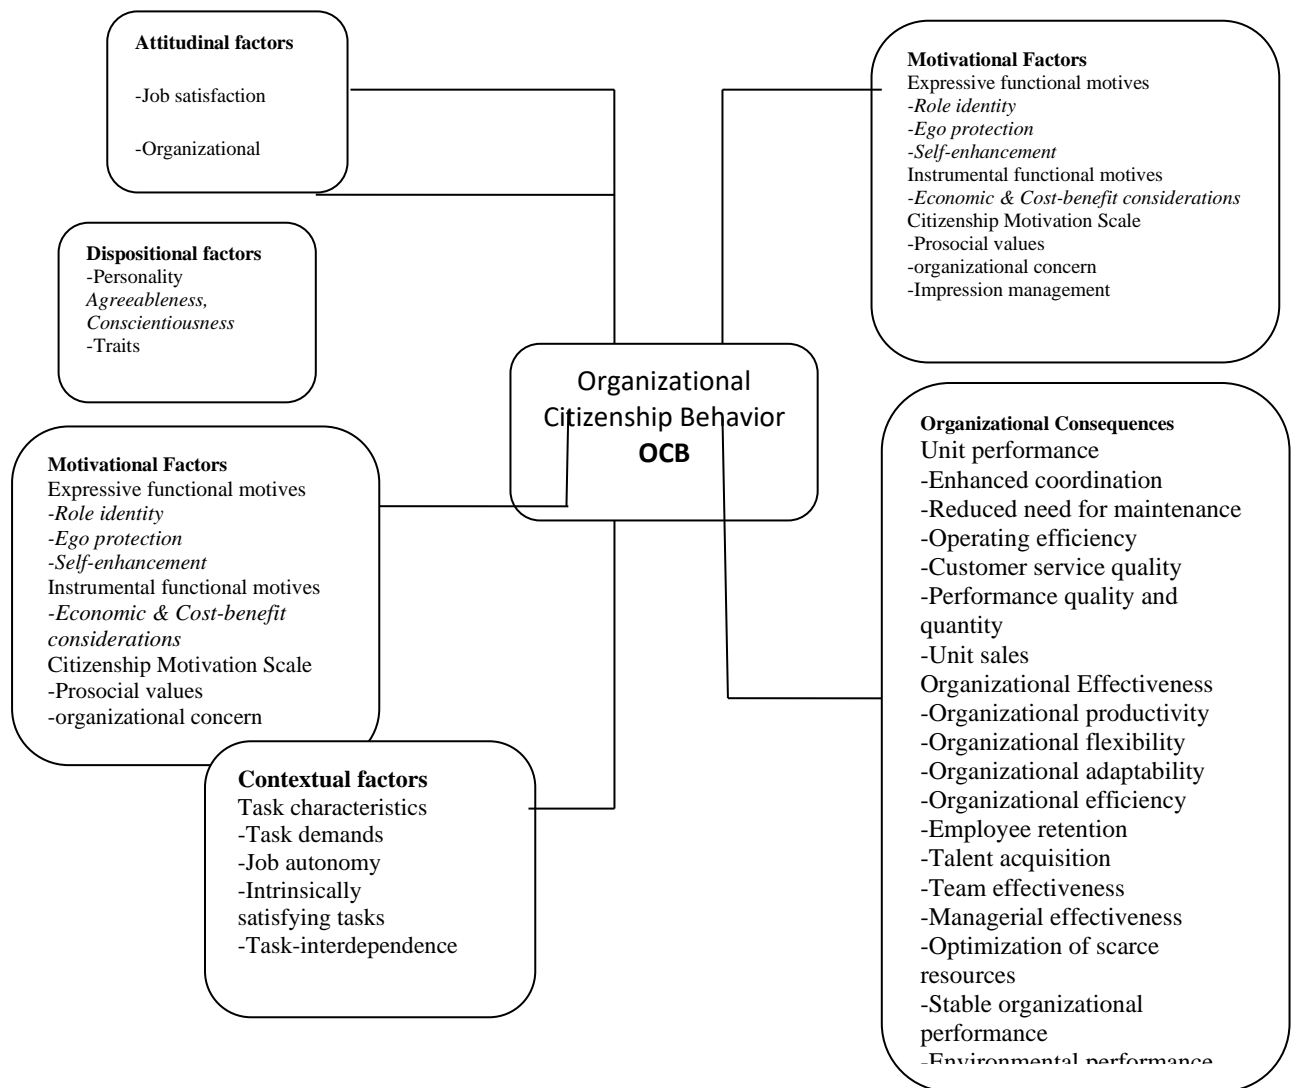 Attitudinal factors
-Job satisfaction
-Organizational
Dispositional factors
-Personality
Agreeableness,
Conscientiousness
-Traits
Motivational Factors
Expressive functional motives
-Role identity
-Ego protection
-Self-enhancement
Instrumental functional motives
-Economic & Cost-benefit
considerations
Citizenship Motivation Scale
-Prosocial values
-organizational concern
Contextual factors
Task characteristics
-Task demands
-Job autonomy
-Intrinsically
satisfying tasks
-Task-interdependence
Organizational
Citizenship Behavior
OCB
Motivational Factors
Expressive functional motives
-Role identity
-Ego protection
-Self-enhancement
Instrumental functional motives
-Economic & Cost-benefit considerations
Citizenship Motivation Scale
-Prosocial values
-organizational concern
-Impression management
Organizational Consequences
Unit performance
-Enhanced coordination
-Reduced need for maintenance
-Operating efficiency
-Customer service quality
-Performance quality and
quantity
-Unit sales
Organizational Effectiveness
-Organizational productivity
-Organizational flexibility
-Organizational adaptability
-Organizational efficiency
-Employee retention
-Talent acquisition
-Team effectiveness
-Managerial effectiveness
-Optimization of scarce
resources
-Stable organizational
performance
-Environmental performance